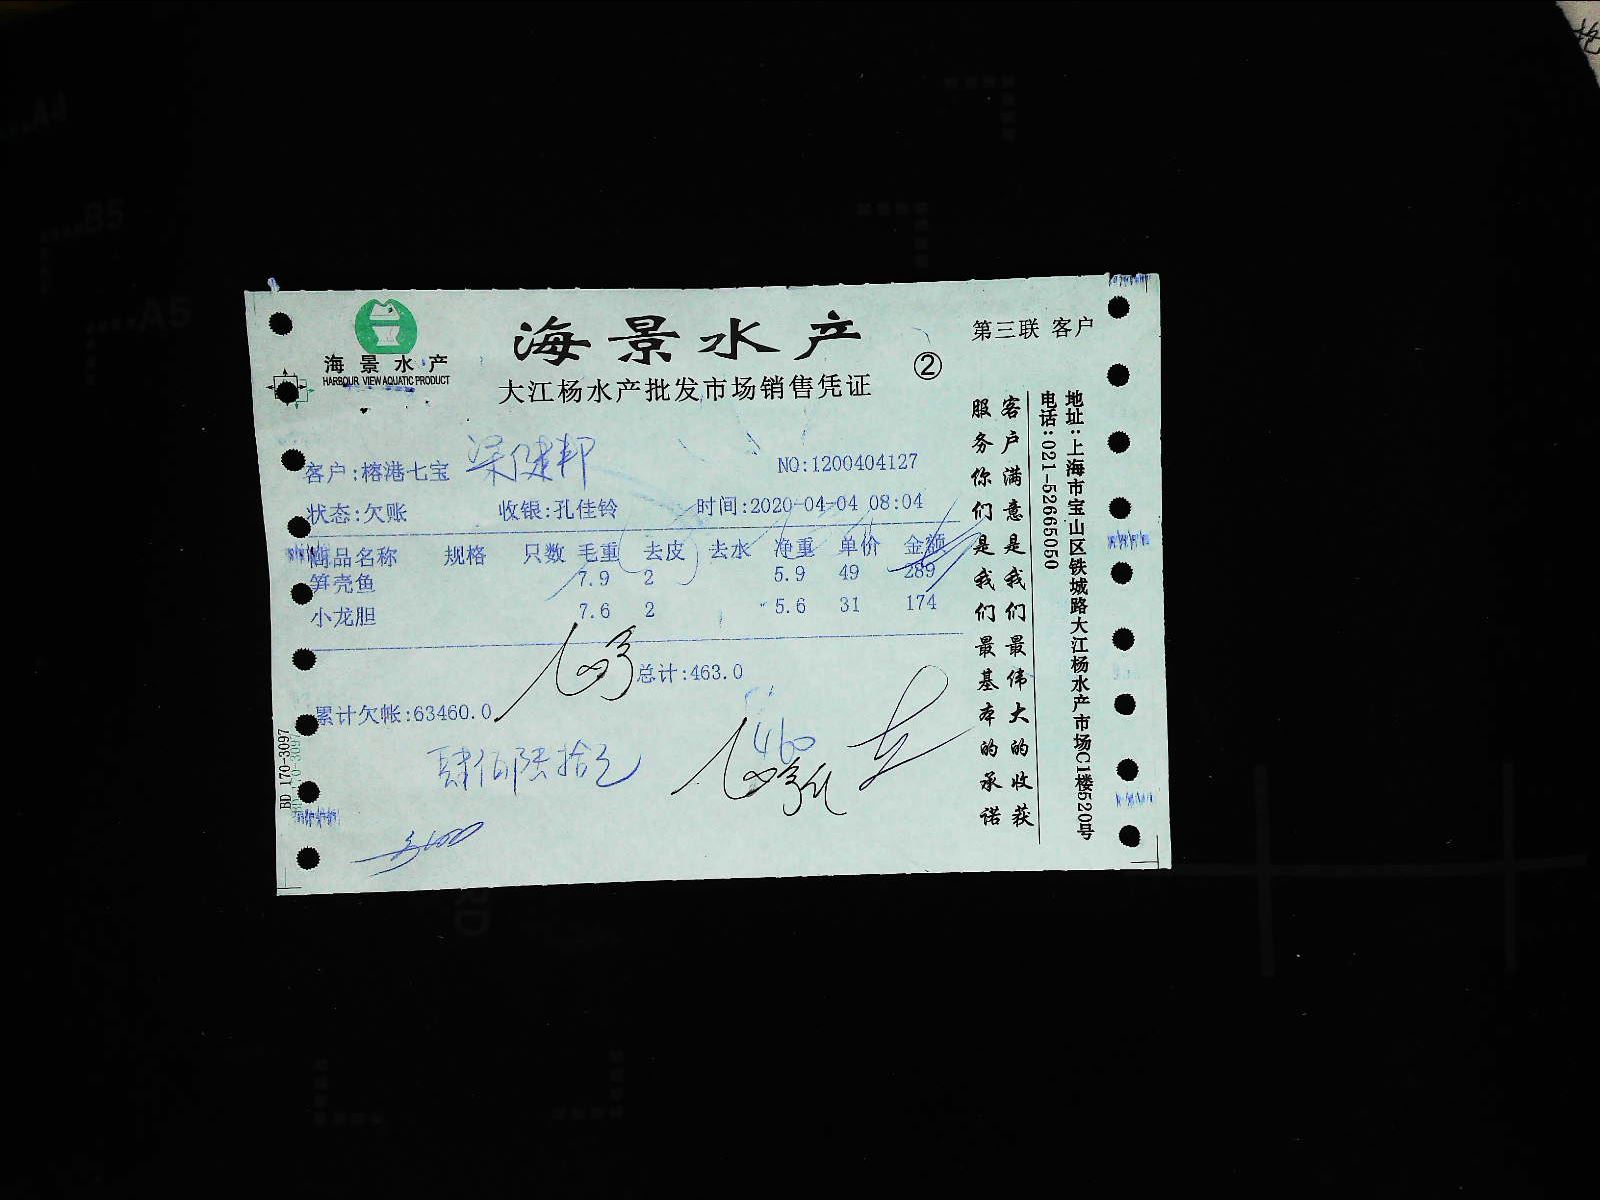 海景水产
HARBOUR VIEW AQUATIC PRODUCT
海景水产
大江杨水产批发市场销售凭证
②
第三联 客户
客户:榕港七宝 梁健邦
NO:1200404127
状态:欠账 收银:孔佳铃 时间:2020-04-04 08:04
商品名称 规格 只数 毛重 去皮 去水 净重 单价 金额
笋壳鱼 7.9 2 5.9 49 289
小龙胆 7.6 2 5.6 31 174
总计:463.0
累计欠帐:63460.0
460
肆佰陆拾元
客户满意是我们最伟大的收获
服务你们是我们最基本的承诺
地址:上海市宝山区铁城路大江杨水产市场C1楼520号
电话:021-52665050
BD 170-3097